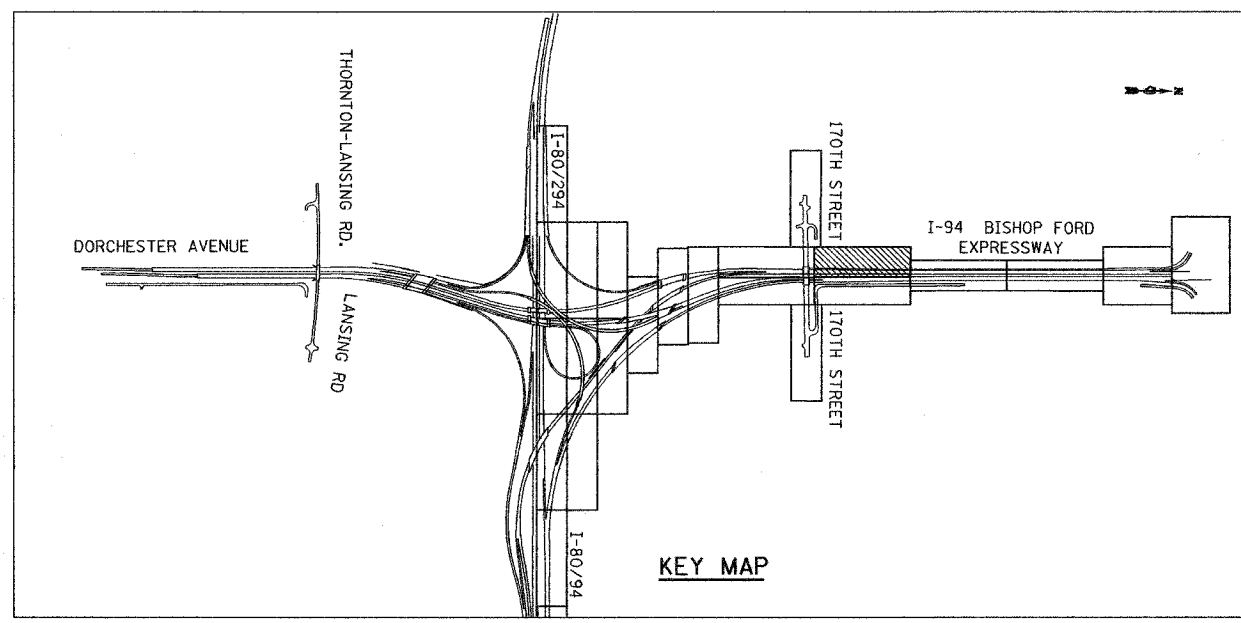 THORNTON-LANSING RD.
I-80/294
170TH STREET
DORCHESTER AVENUE
I-94 BISHOP FORD
EXPRESSWAY
LANSING RD
170TH STREET
I-80/94
KEY MAP